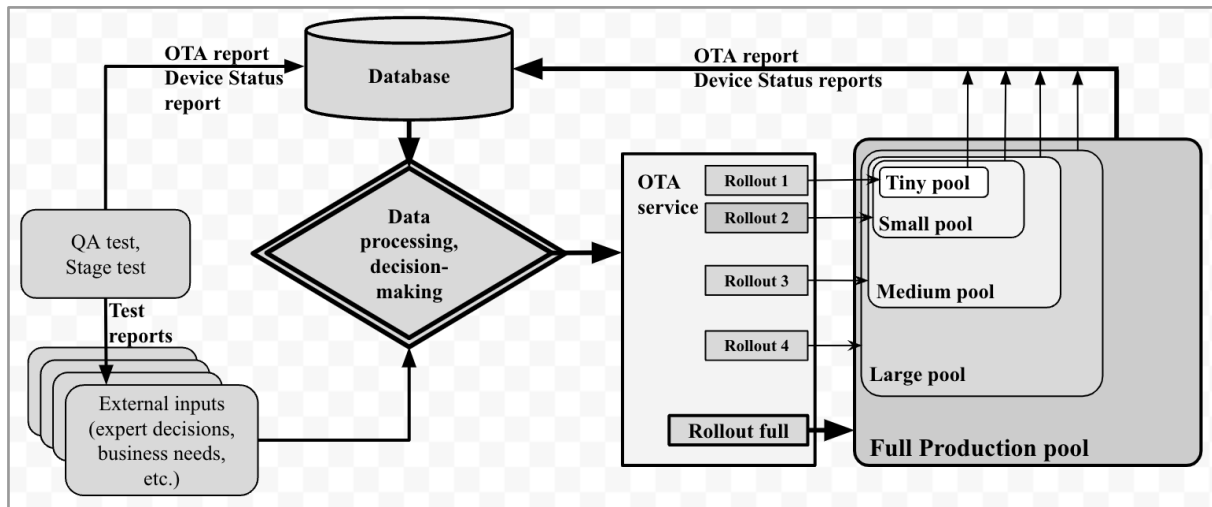 OTA report
Device Status
report
Database
OTA report
Device Status reports
QA test,
Stage test
Test
reports
External inputs
(expert decisions,
business needs,
etc.)
Data
processing,
decision-
making
OTA
service
Rollout 1
Rollout 2
Rollout 3
Rollout 4
Rollout full
Tiny pool
Small pool
Medium pool
Large pool
Full Production pool